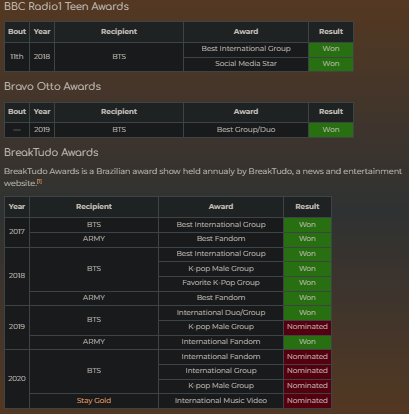 BBC Radio1 Teen Awards
Bout Year Recipient Award Result
11th 2018 BTS Best International Group Won
Social Media Star Won
Bravo Otto Awards
Bout Year Recipient Award Result
— 2019 BTS Best Group/Duo Won
BreakTudo Awards
BreakTudo Awards is a Brazilian award show held annualy by BreakTudo, a news and entertainment
website.[1]
Year Recipient Award Result
2017 BTS Best International Group Won
ARMY Best Fandom Won
2018 BTS Best International Group Won
K-pop Male Group Won
Favorite K-Pop Group Won
ARMY Best Fandom Won
2019 BTS International Duo/Group Won
K-pop Male Group Nominated
ARMY International Fandom Won
2020 BTS International Fandom Nominated
International Group Nominated
K-pop Male Group Nominated
Stay Gold International Music Video Nominated